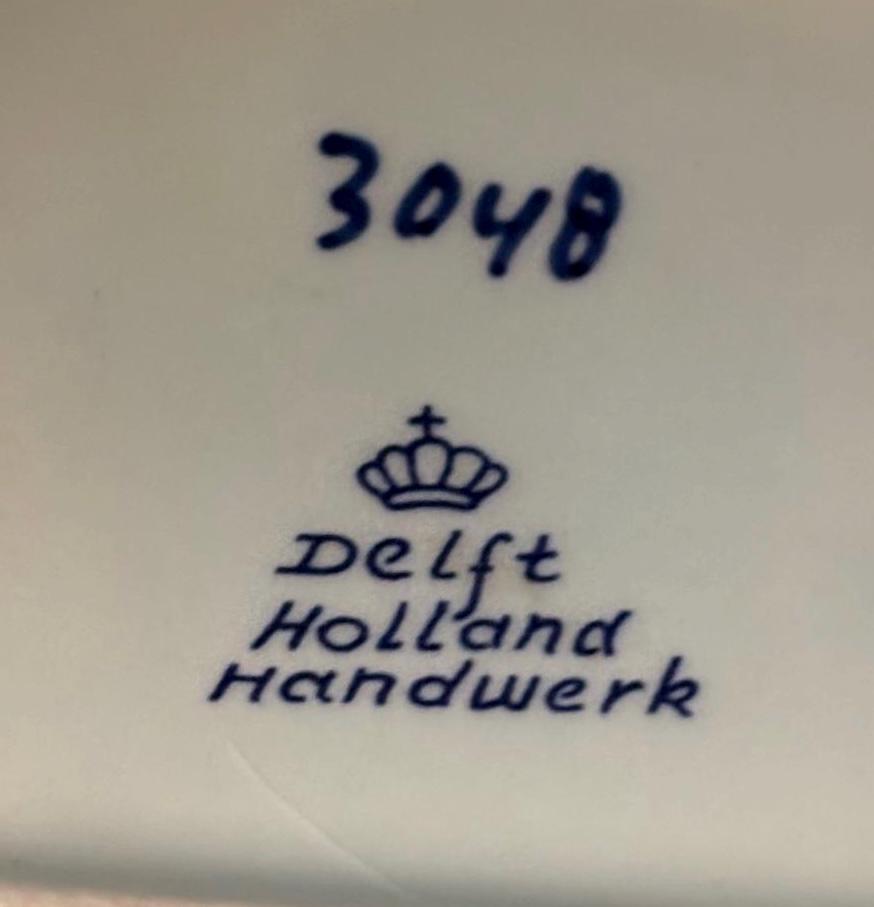 3048
Delft
Holland
Handwerk